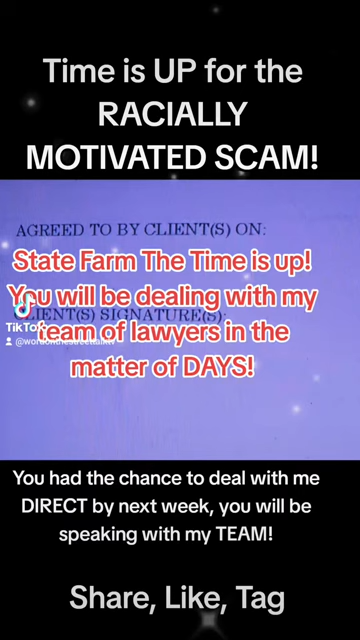 Time is UP for the
RACIALLY
MOTIVATED SCAM!
AGREED TO BY CLIENT(S) ON:
State Farm The Time is up!
You will be dealing with my
CLIENT(S) SIGNATURE(S):
team of lawyers in the
TikTok
matter of DAYS!
You had the chance to deal with me
DIRECT by next week, you will be
speaking with my TEAM!
Share, Like, Tag